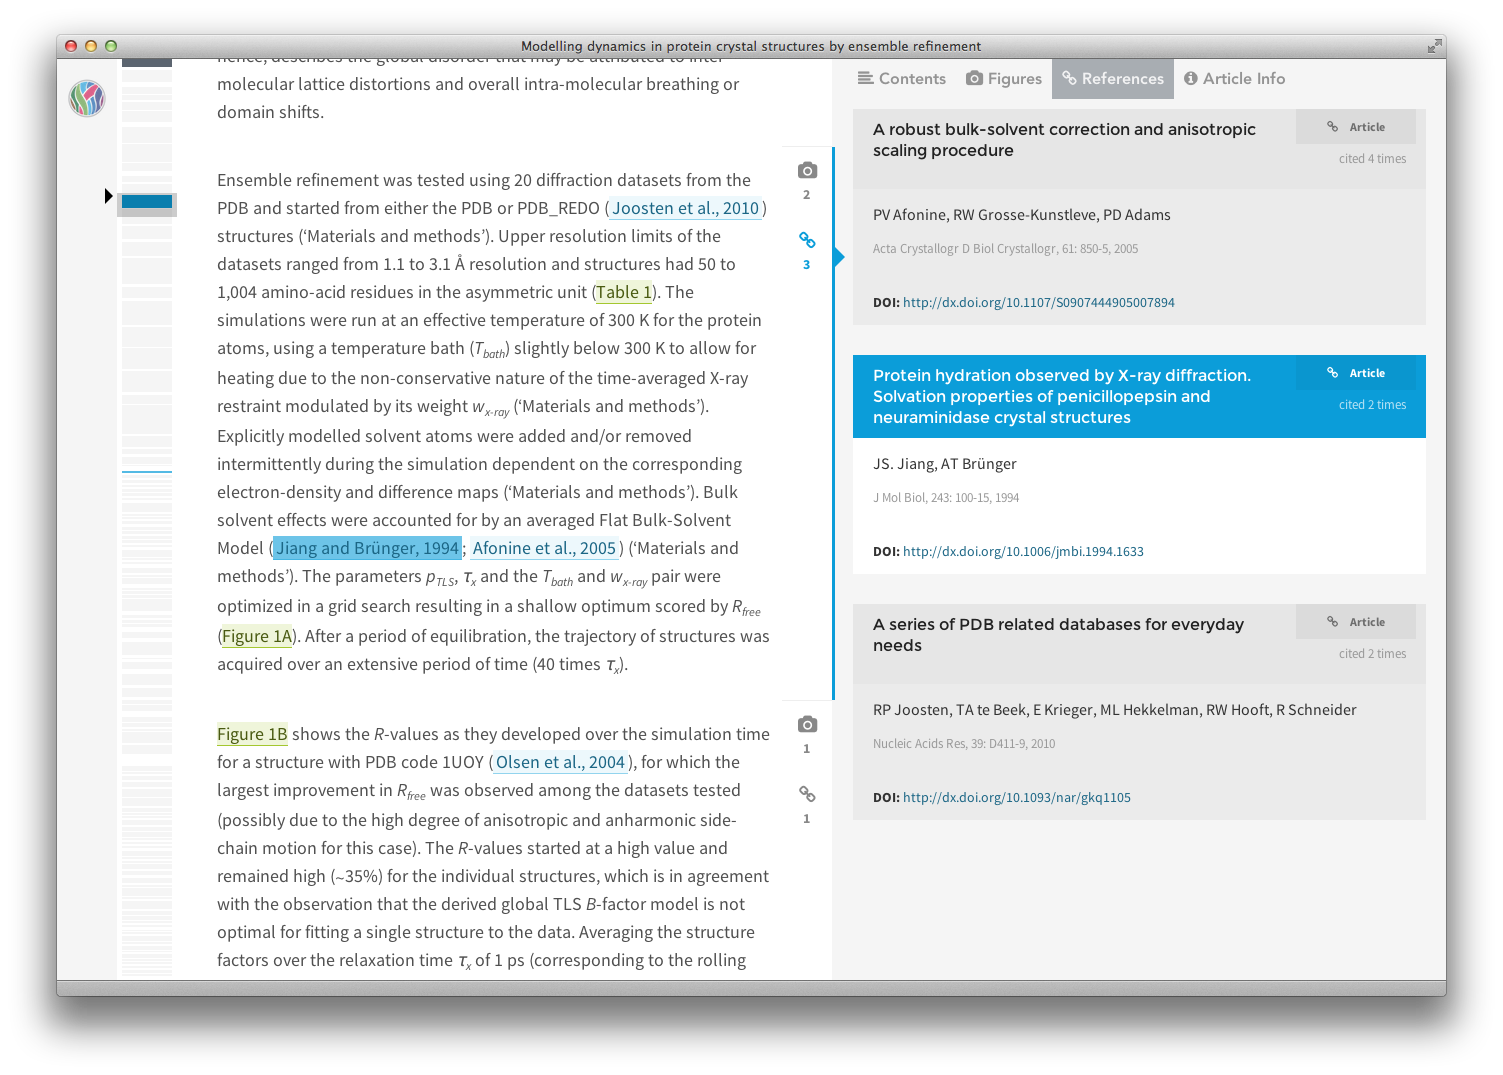 Modelling dynamics in protein crystal structures by ensemble refinement
hence, describes the global disorder that may be attributed to inter-
molecular lattice distortions and overall intra-molecular breathing or
domain shifts.
Ensemble refinement was tested using 20 diffraction datasets from the
PDB and started from either the PDB or PDB_REDO ( Joosten et al., 2010 )
structures (‘Materials and methods’). Upper resolution limits of the
datasets ranged from 1.1 to 3.1 Å resolution and structures had 50 to
1,004 amino-acid residues in the asymmetric unit (Table 1). The
simulations were run at an effective temperature of 300 K for the protein
atoms, using a temperature bath (Tbath) slightly below 300 K to allow for
heating due to the non-conservative nature of the time-averaged X-ray
restraint modulated by its weight wx-ray (‘Materials and methods’).
Explicitly modelled solvent atoms were added and/or removed
intermittently during the simulation dependent on the corresponding
electron-density and difference maps (‘Materials and methods’). Bulk
solvent effects were accounted for by an averaged Flat Bulk-Solvent
Model ( Jiang and Brünger, 1994 ; Afonine et al., 2005 ) (‘Materials and
methods’). The parameters pTLS, τx and the Tbath and wx-ray pair were
optimized in a grid search resulting in a shallow optimum scored by Rfree
(Figure 1A). After a period of equilibration, the trajectory of structures was
acquired over an extensive period of time (40 times τx).
Figure 1B shows the R-values as they developed over the simulation time
for a structure with PDB code 1UOY ( Olsen et al., 2004 ), for which the
largest improvement in Rfree was observed among the datasets tested
(possibly due to the high degree of anisotropic and anharmonic side-
chain motion for this case). The R-values started at a high value and
remained high (~35%) for the individual structures, which is in agreement
with the observation that the derived global TLS B-factor model is not
optimal for fitting a single structure to the data. Averaging the structure
factors over the relaxation time τx of 1 ps (corresponding to the rolling
2
3
1
1
Contents Figures References Article Info
A robust bulk-solvent correction and anisotropic
scaling procedure
Article
cited 4 times
PV Afonine, RW Grosse-Kunstleve, PD Adams
Acta Crystallogr D Biol Crystallogr, 61: 850-5, 2005
DOI: http://dx.doi.org/10.1107/S0907444905007894
Protein hydration observed by X-ray diffraction.
Solvation properties of penicillopepsin and
neuraminidase crystal structures
Article
cited 2 times
JS. Jiang, AT Brünger
J Mol Biol, 243: 100-15, 1994
DOI: http://dx.doi.org/10.1006/jmbi.1994.1633
A series of PDB related databases for everyday
needs
Article
cited 2 times
RP Joosten, TA te Beek, E Krieger, ML Hekkelman, RW Hooft, R Schneider
Nucleic Acids Res, 39: D411-9, 2010
DOI: http://dx.doi.org/10.1093/nar/gkq1105